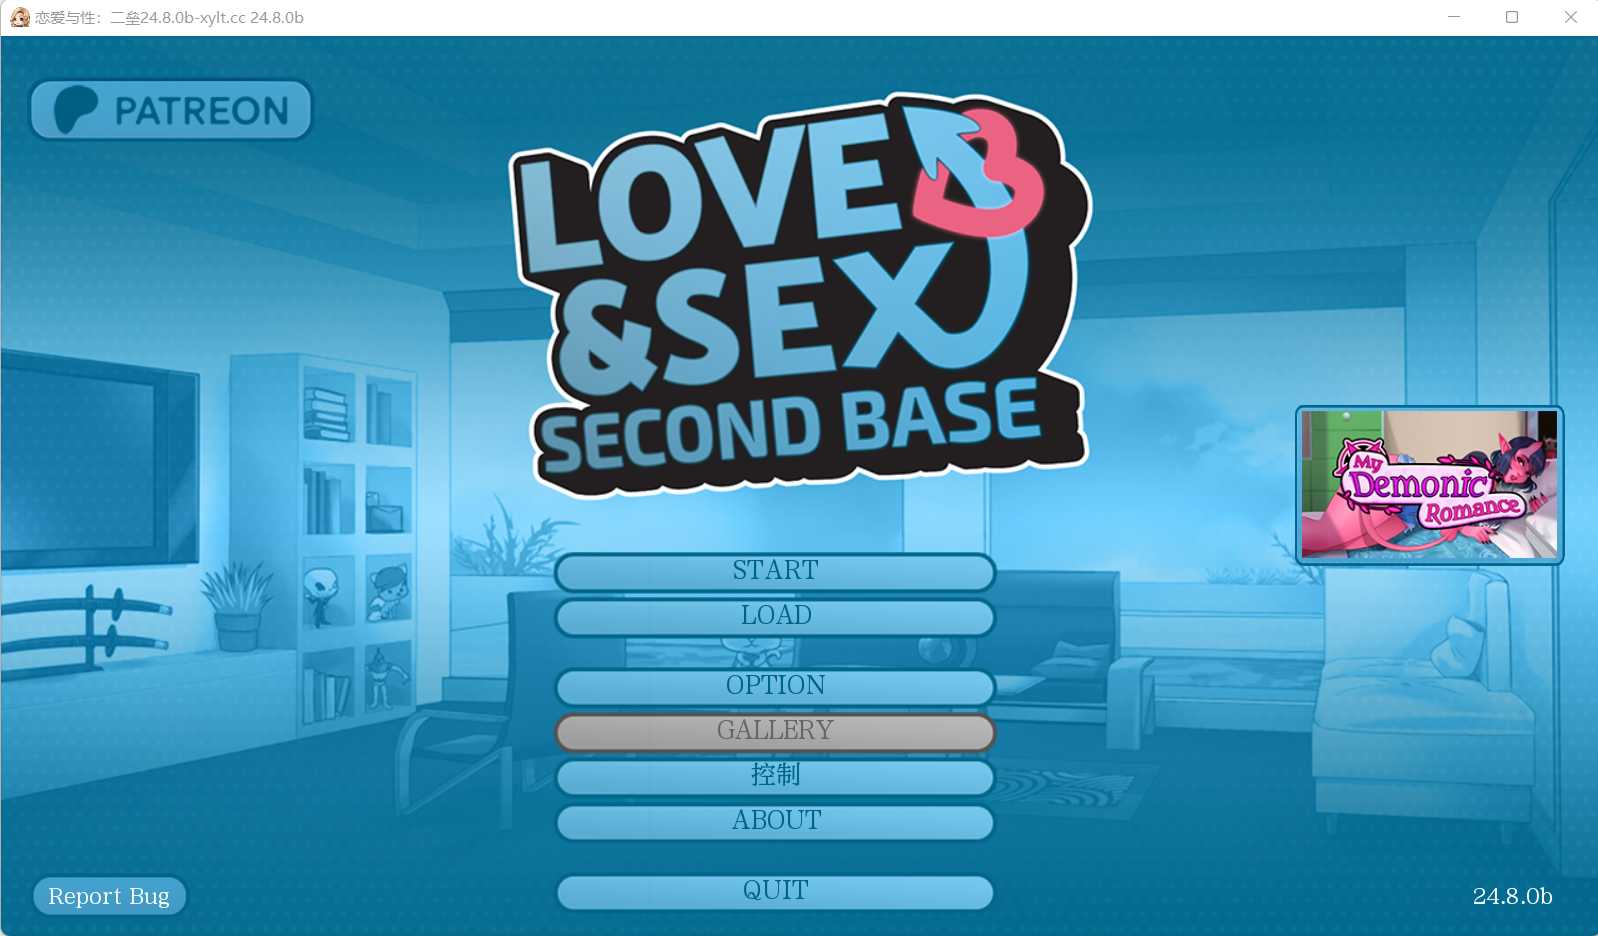 恋爱与性：二垒24.8.0b-xylt.cc 24.8.0b
PATREON
LOVE
&SEX
SECOND BASE
My
Demonic
Romance
START
LOAD
OPTION
GALLERY
控制
ABOUT
QUIT
Report Bug
24.8.0b